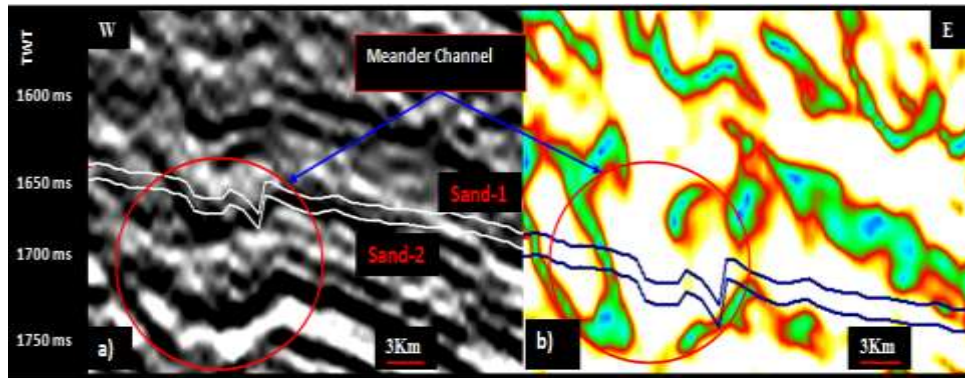 TWT
W
E
Meander Channel
1600 ms
1650 ms
Sand-1
1700 ms
Sand-2
1750 ms
a)
3Km
b)
3Km